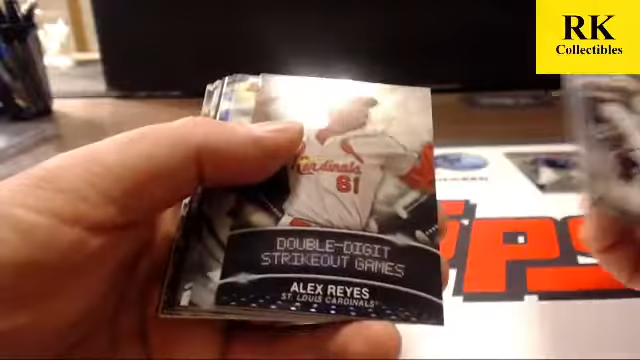 RK
Collectibles
Cardinals
61
DOUBLE-DIGIT
STRIKEOUT GAMES
ALEX REYES
ST. LOUIS CARDINALS